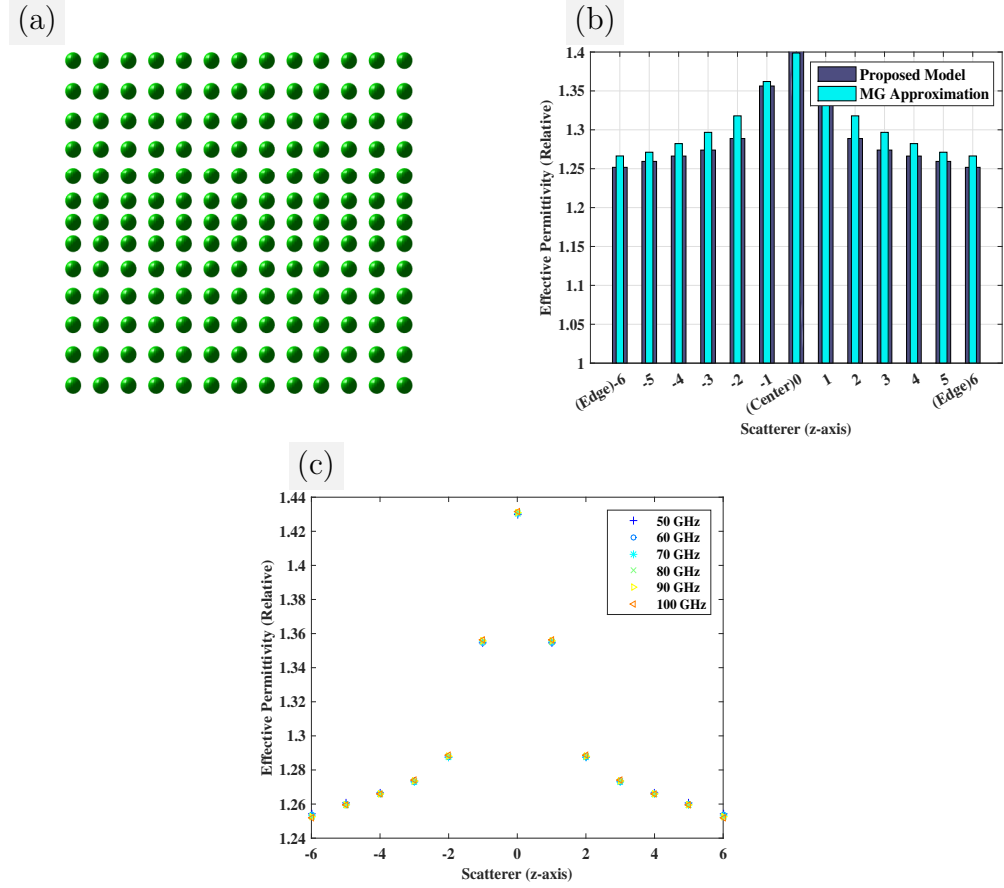 (a)
(b)
Effective Permittivity (Relative)
1.4
1.35
1.3
1.25
1.2
1.15
1.1
1.05
1
Proposed Model
MG Approximation
(Edge)-6
-5
-4
-3
-2
-1
(Center)0
1
2
3
4
5
(Edge)6
Scatterer (z-axis)
(c)
Effective Permittivity (Relative)
1.44
1.42
1.4
1.38
1.36
1.34
1.32
1.3
1.28
1.26
1.24
50 GHz
60 GHz
70 GHz
80 GHz
90 GHz
100 GHz
-6 -4 -2 0 2 4 6
Scatterer (z-axis)